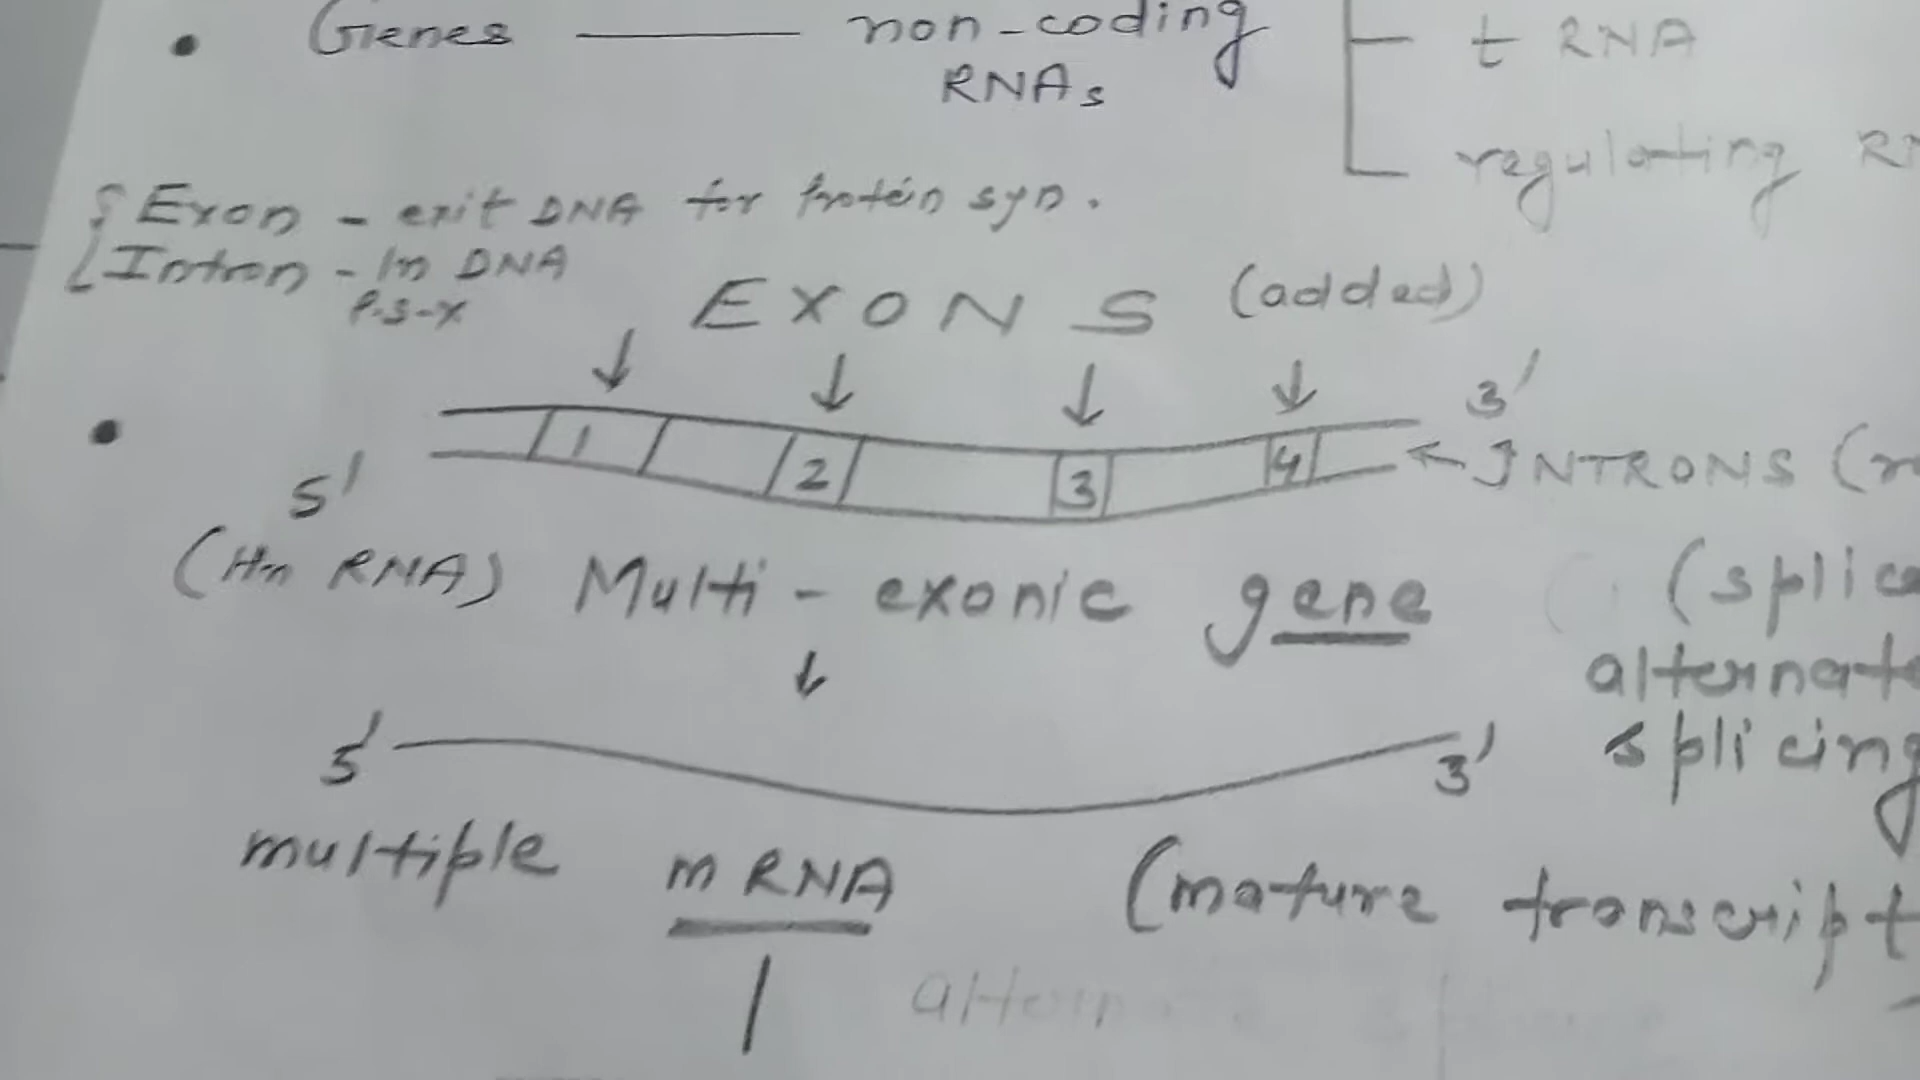 • Genes — non-coding
RNAs
t RNA
regulating
Exon - exit DNA for protein syn.
Intron - In DNA
P.S-X
EXONS (added)
5' 1 2 3 4 3'
← INTRONS
(Hn RNA) Multi-exonic gene
alternate
splicing
5' 3'
multiple mRNA (mature transcript
altern